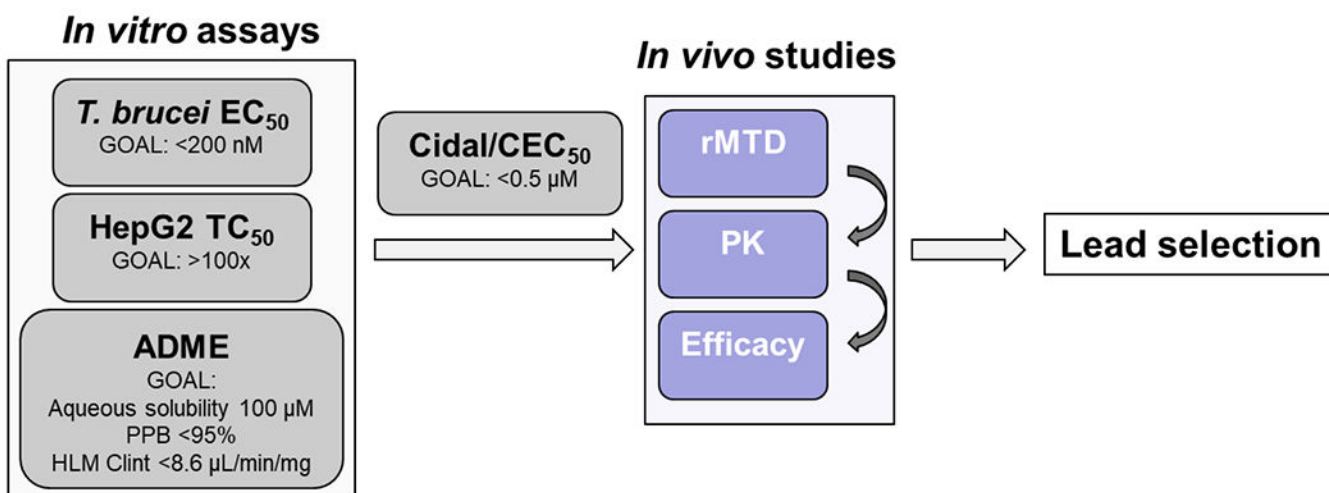 In vitro assays
T. brucei EC50
GOAL: <200 nM
HepG2 TC50
GOAL: >100x
ADME
GOAL:
Aqueous solubility 100 µM
PPB <95%
HLM Clint <8.6 µL/min/mg
Cidal/CEC50
GOAL: <0.5 µM
In vivo studies
rMTD
PK
Efficacy
Lead selection